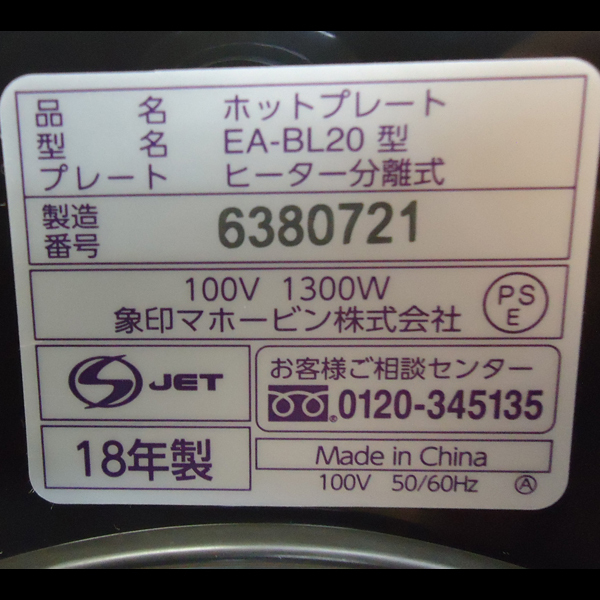 品名 ホットプレート
型名 EA-BL20 型
プレート ヒーター分離式
製造番号 6380721
100V 1300W
象印マホービン株式会社
PSE
S JET
お客様ご相談センター
0120-345135
18年製
Made in China
100V 50/60Hz Ⓐ